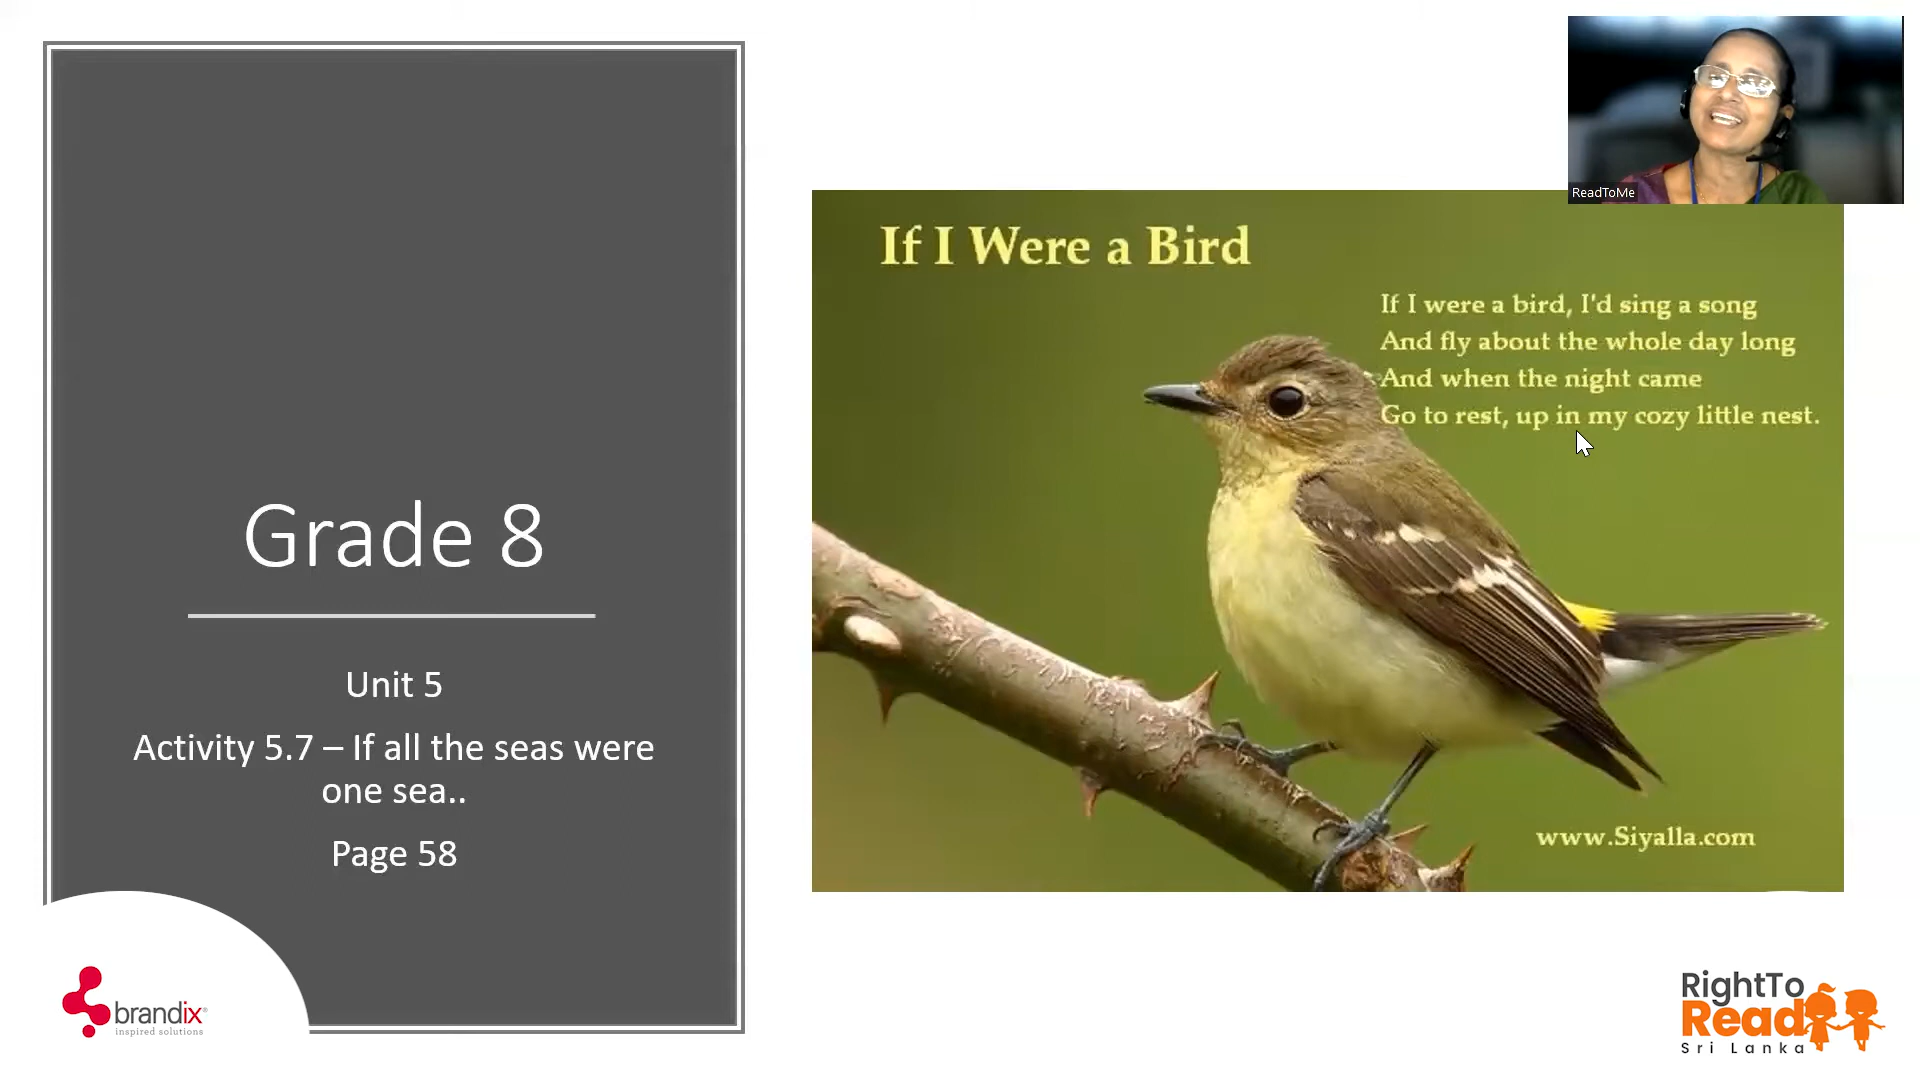 Grade 8
Unit 5
Activity 5.7 – If all the seas were
one sea..
Page 58
brandix
inspired solutions
ReadToMe
If I Were a Bird
If I were a bird, I'd sing a song
And fly about the whole day long
And when the night came
Go to rest, up in my cozy little nest.
www.Siyalla.com
RightTo
Read
Sri Lanka